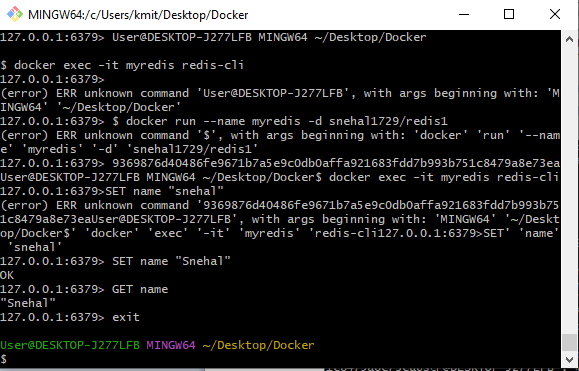 MINGW64:/c/Users/kmit/Desktop/Docker
127.0.0.1:6379> User@DESKTOP-J277LFB MINGW64 ~/Desktop/Docker
$ docker exec -it myredis redis-cli
127.0.0.1:6379>
(error) ERR unknown command 'User@DESKTOP-J277LFB', with args beginning with: 'M
INGW64' '~/Desktop/Docker'
127.0.0.1:6379> $ docker run --name myredis -d snehal1729/redis1
(error) ERR unknown command '$', with args beginning with: 'docker' 'run' '--nam
e' 'myredis' '-d' 'snehal1729/redis1'
127.0.0.1:6379> 9369876d40486fe9671b7a5e9c0db0affa921683fdd7b993b751c8479a8e73ea
User@DESKTOP-J277LFB MINGW64 ~/Desktop/Docker$ docker exec -it myredis redis-cli
127.0.0.1:6379>SET name "snehal"
(error) ERR unknown command '9369876d40486fe9671b7a5e9c0db0affa921683fdd7b993b75
1c8479a8e73eaUser@DESKTOP-J277LFB', with args beginning with: 'MINGW64' '~/Deskt
op/Docker$' 'docker' 'exec' '-it' 'myredis' 'redis-cli127.0.0.1:6379>SET' 'name'
'snehal'
127.0.0.1:6379> SET name "Snehal"
OK
127.0.0.1:6379> GET name
"Snehal"
127.0.0.1:6379> exit
User@DESKTOP-J277LFB MINGW64 ~/Desktop/Docker
$